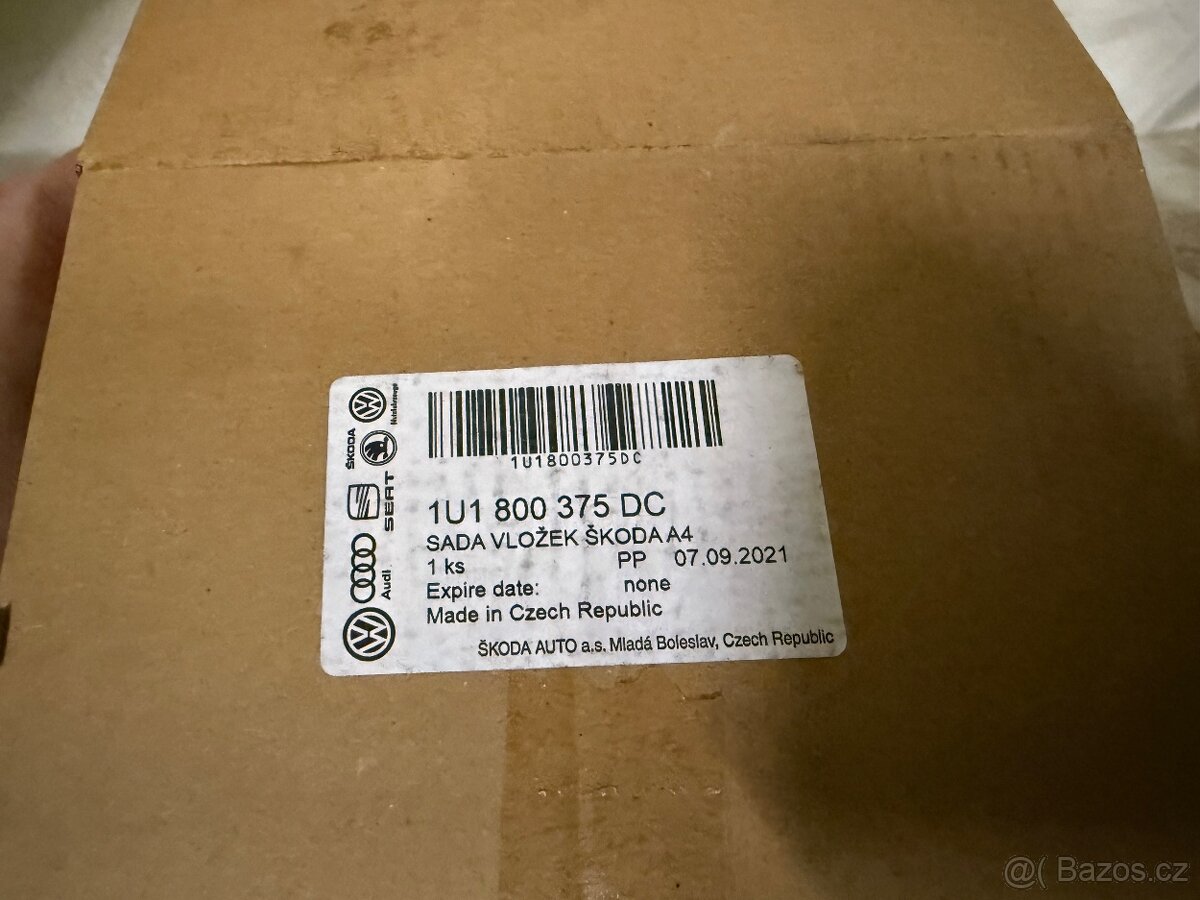 1U1800375DC
1U1 800 375 DC
SADA VLOŽEK ŠKODA A4
1 ks PP 07.09.2021
Expire date: none
Made in Czech Republic
ŠKODA AUTO a.s. Mladá Boleslav, Czech Republic
ŠKODA
SEAT
Audi
@( Bazos.cz